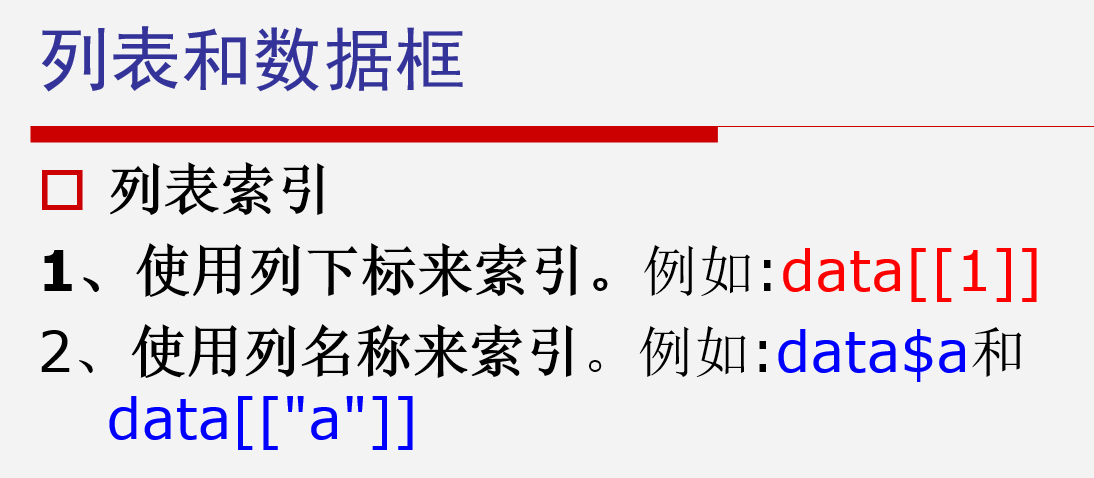 列表和数据框
列表索引
1、使用列下标来索引。例如:data[[1]]
2、使用列名称来索引。例如:data$a和
data[["a"]]